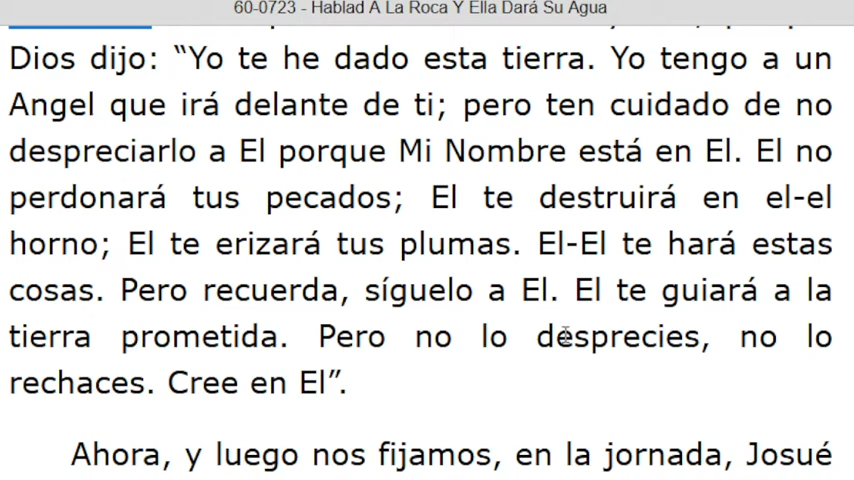 60-0723 - Hablad A La Roca Y Ella Dará Su Agua
Dios dijo: “Yo te he dado esta tierra. Yo tengo a un
Angel que irá delante de ti; pero ten cuidado de no
despreciarlo a El porque Mi Nombre está en El. El no
perdonará tus pecados; El te destruirá en el-el
horno; El te erizará tus plumas. El-El te hará estas
cosas. Pero recuerda, síguelo a El. El te guiará a la
tierra prometida. Pero no lo desprecies, no lo
rechaces. Cree en El”.
Ahora, y luego nos fijamos, en la jornada, Josué